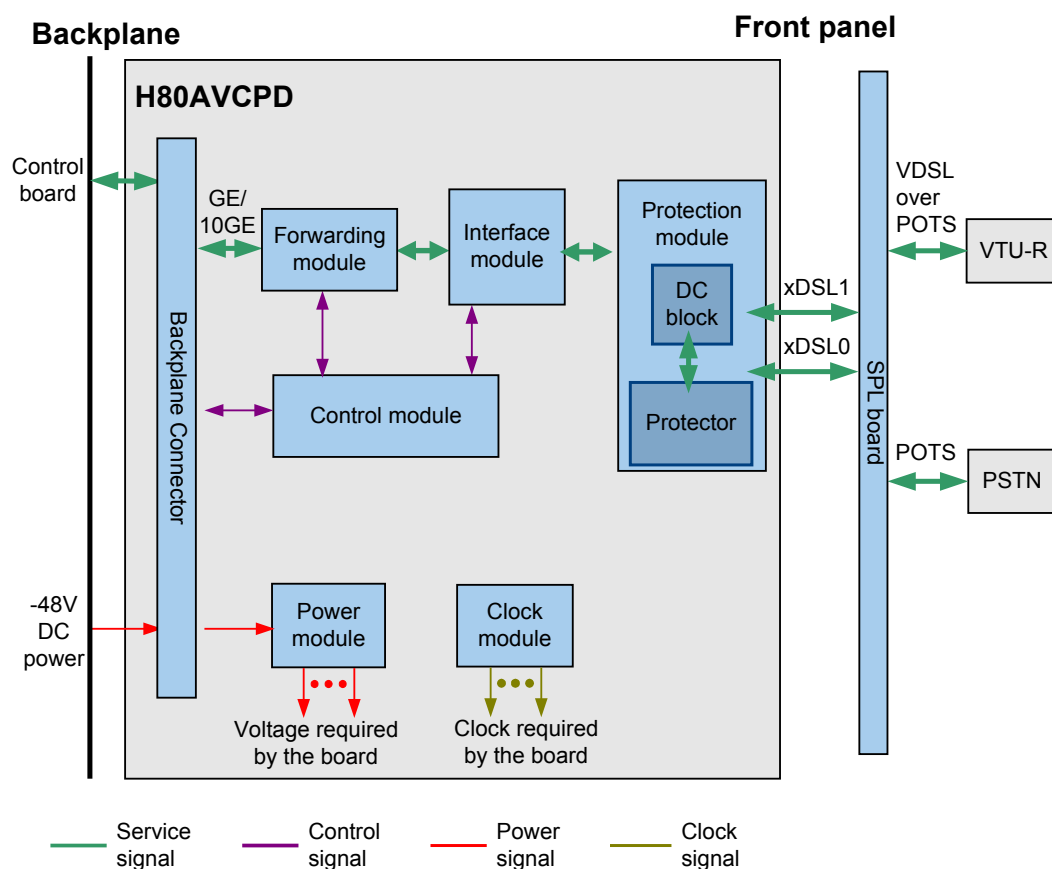 Backplane
Front panel
H80AVCPD
Control
board
GE/
10GE
Forwarding
module
Interface
module
Protection
module
DC
block
Protector
VDSL
over
POTS
VTU-R
xDSL1
xDSL0
Control module
Backplane Connector
SPL board
POTS
PSTN
-48V
DC
power
Power
module
Clock
module
Voltage required
by the board
Clock required
by the board
Service
signal
Control
signal
Power
signal
Clock
signal